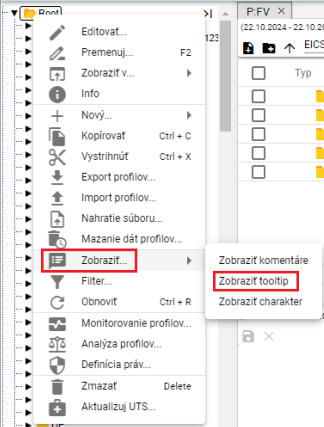 Root
P:FV ×
(22.10.2024 - 22.10.20
EICS
Typ
123
Editovať...
Premenuj... F2
Zobraziť v...
Info
Nový...
Kopírovať Ctrl + C
Vystrihnúť Ctrl + X
Export profilov...
Import profilov...
Nahratie súboru...
Mazanie dát profilov...
Zobraziť...
Zobraziť komentáre
Filter...
Zobraziť tooltip
Obnoviť Ctrl + R
Zobraziť charakter
Monitorovanie profilov...
Analýza profilov...
Definícia práv...
Zmazať Delete
Aktualizuj UTS...